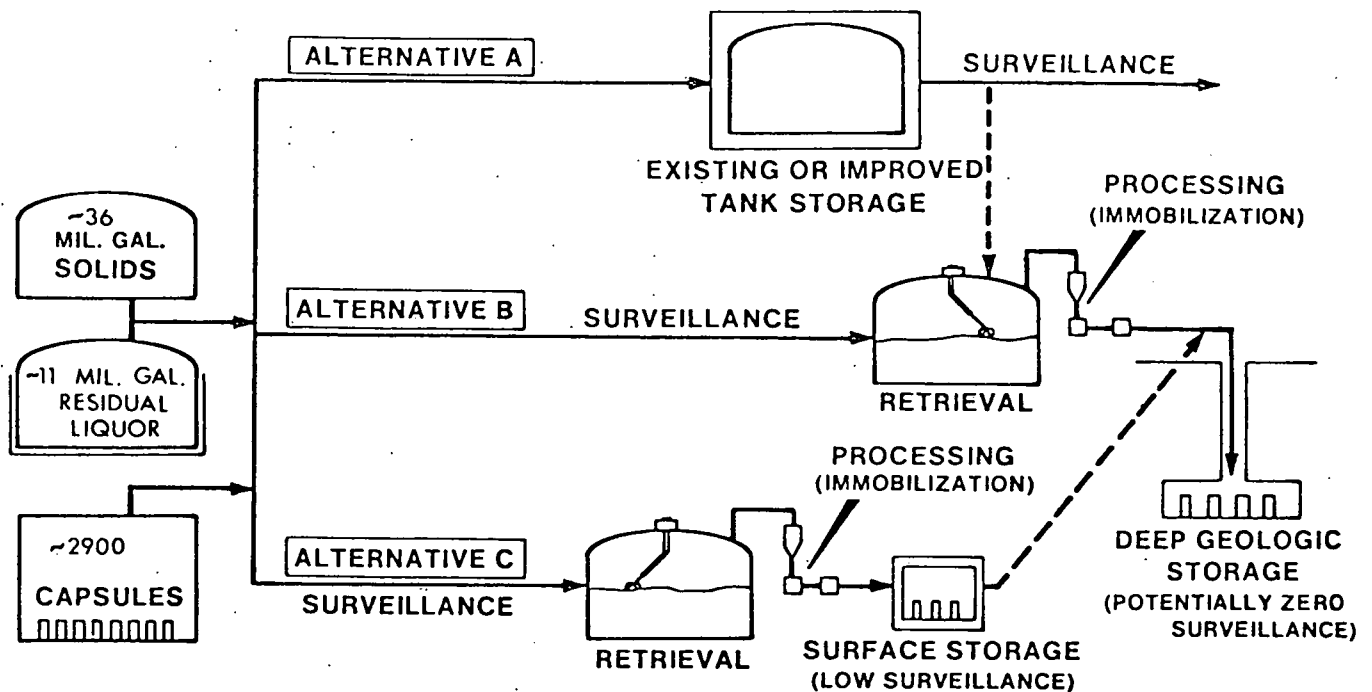 ALTERNATIVE A
SURVEILLANCE
EXISTING OR IMPROVED
TANK STORAGE
PROCESSING
(IMMOBILIZATION)
~36
MIL. GAL.
SOLIDS
ALTERNATIVE B
SURVEILLANCE
~11 MIL. GAL.
RESIDUAL
LIQUOR
RETRIEVAL
PROCESSING
(IMMOBILIZATION)
~2900
CAPSULES
ALTERNATIVE C
SURVEILLANCE
RETRIEVAL
SURFACE STORAGE
(LOW SURVEILLANCE)
DEEP GEOLOGIC
STORAGE
(POTENTIALLY ZERO
SURVEILLANCE)